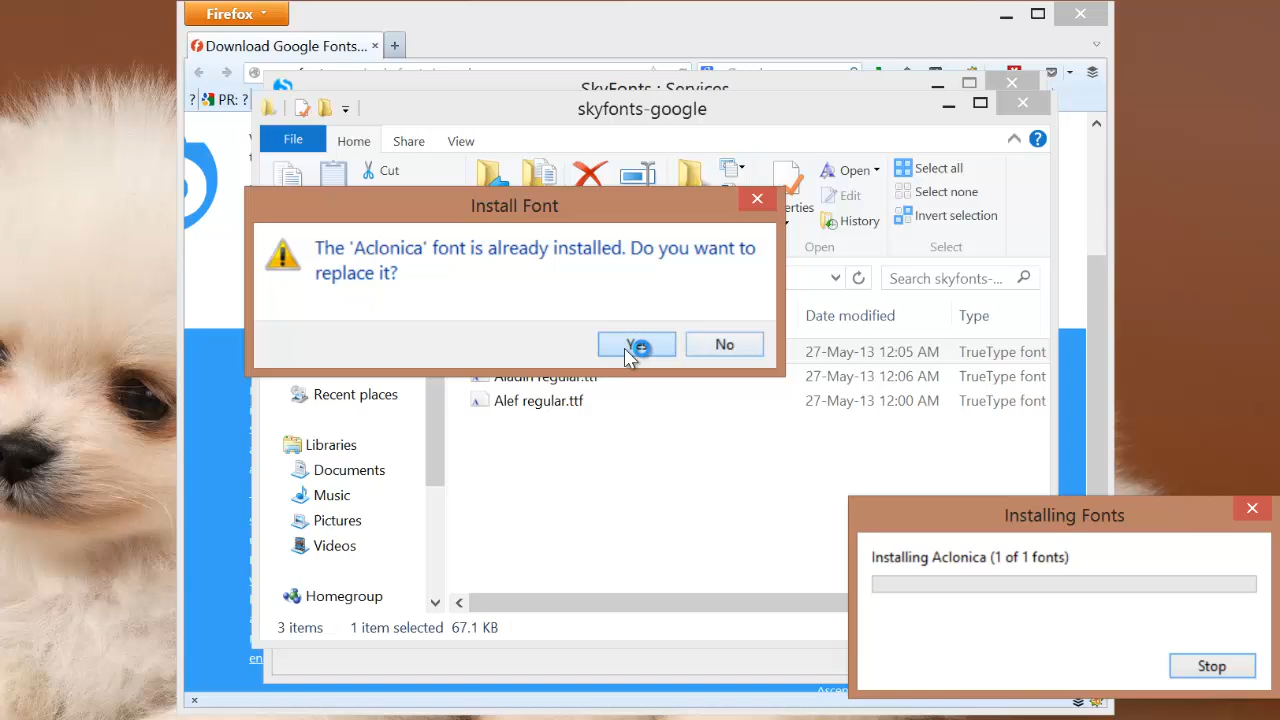 Firefox
Download Google Fonts...
? PR: ?
SkyFonts : Services
skyfonts-google
File Home Share View
Cut
Open
Edit
History
Select all
Select none
Invert selection
Open
Select
Install Font
The 'Aclonica' font is already installed. Do you want to
replace it?
Yes No
Search skyfonts-...
Date modified Type
27-May-13 12:05 AM TrueType font
Aladin regular.ttf 27-May-13 12:06 AM TrueType font
Alef regular.ttf 27-May-13 12:00 AM TrueType font
Recent places
Libraries
Documents
Music
Pictures
Videos
Homegroup
3 items 1 item selected 67.1 KB
en
Installing Fonts
Installing Aclonica (1 of 1 fonts)
Stop